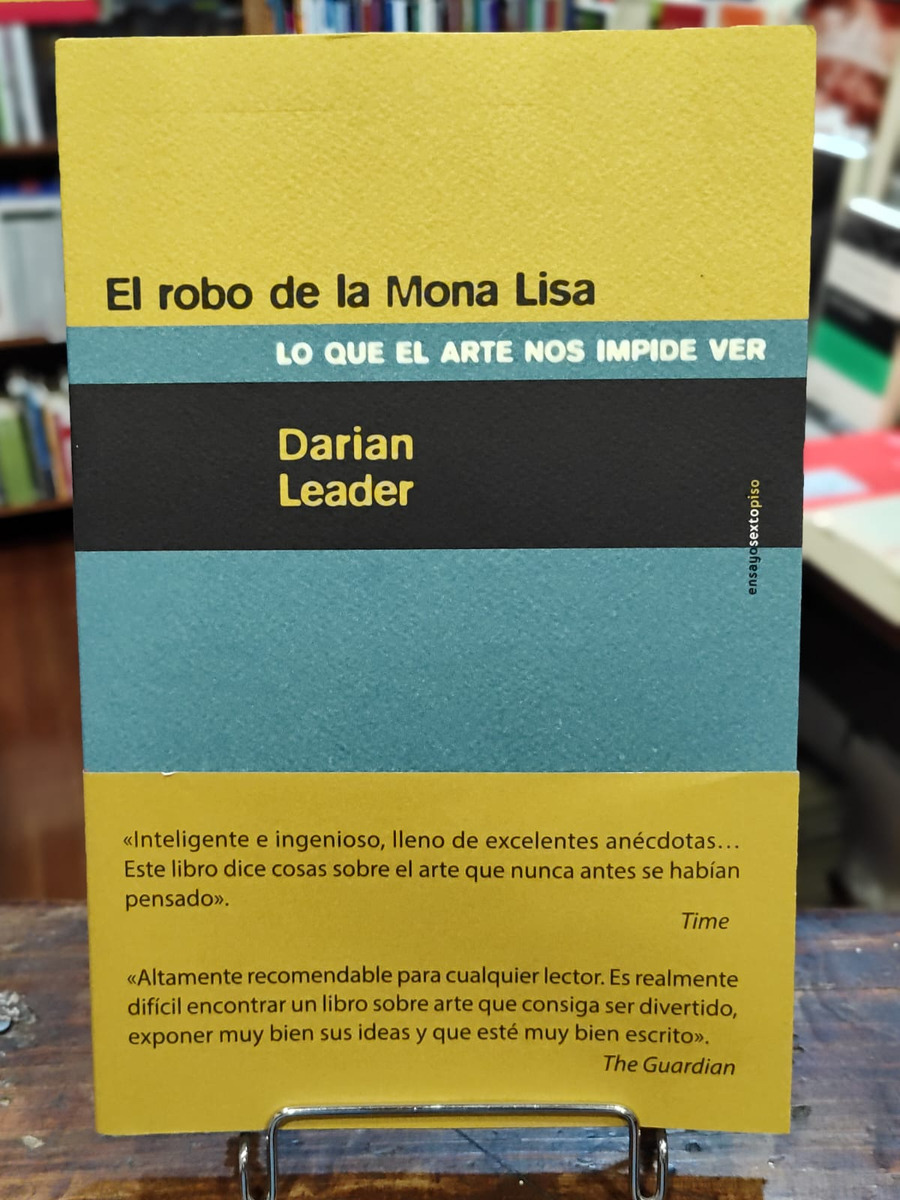 El robo de la Mona Lisa
LO QUE EL ARTE NOS IMPIDE VER
Darian
Leader
ensayosextopiso
«Inteligente e ingenioso, lleno de excelentes anécdotas...
Este libro dice cosas sobre el arte que nunca antes se habían
pensado».
Time
«Altamente recomendable para cualquier lector. Es realmente
difícil encontrar un libro sobre arte que consiga ser divertido,
exponer muy bien sus ideas y que esté muy bien escrito».
The Guardian